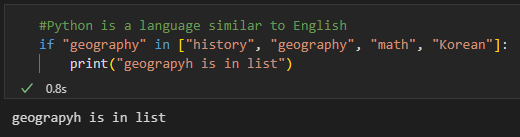 #Python is a language similar to English
if "geography" in ["history", "geography", "math", "Korean"]:
    print("geograpyh is in list")
0.8s
geograpyh is in list